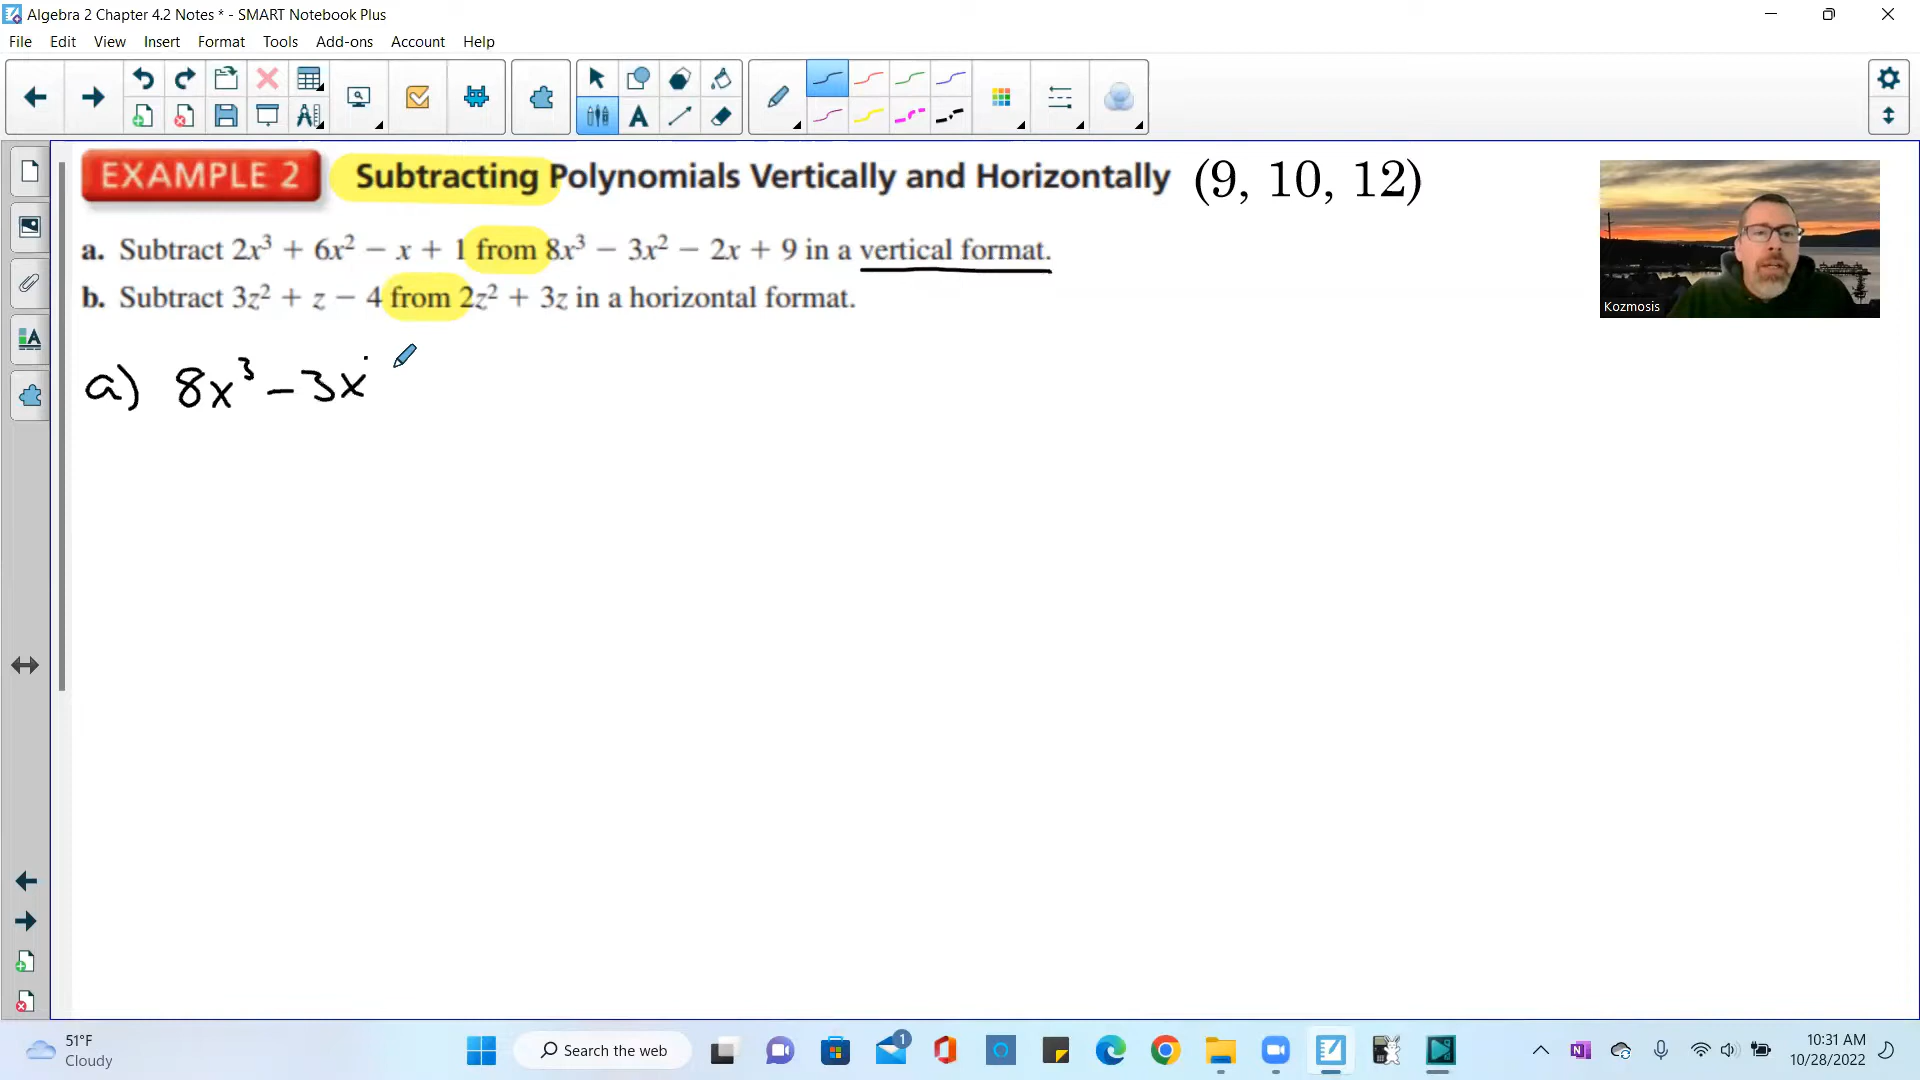 Algebra 2 Chapter 4.2 Notes * - SMART Notebook Plus
File Edit View Insert Format Tools Add-ons Account Help
EXAMPLE 2 Subtracting Polynomials Vertically and Horizontally (9, 10, 12)
a. Subtract 2x³ + 6x² − x + 1 from 8x³ − 3x² − 2x + 9 in a vertical format.
b. Subtract 3z² + z − 4 from 2z² + 3z in a horizontal format.
Kozmosis
a) 8x³ − 3x
51°F
Cloudy
Search the web
1
10:31 AM
10/28/2022